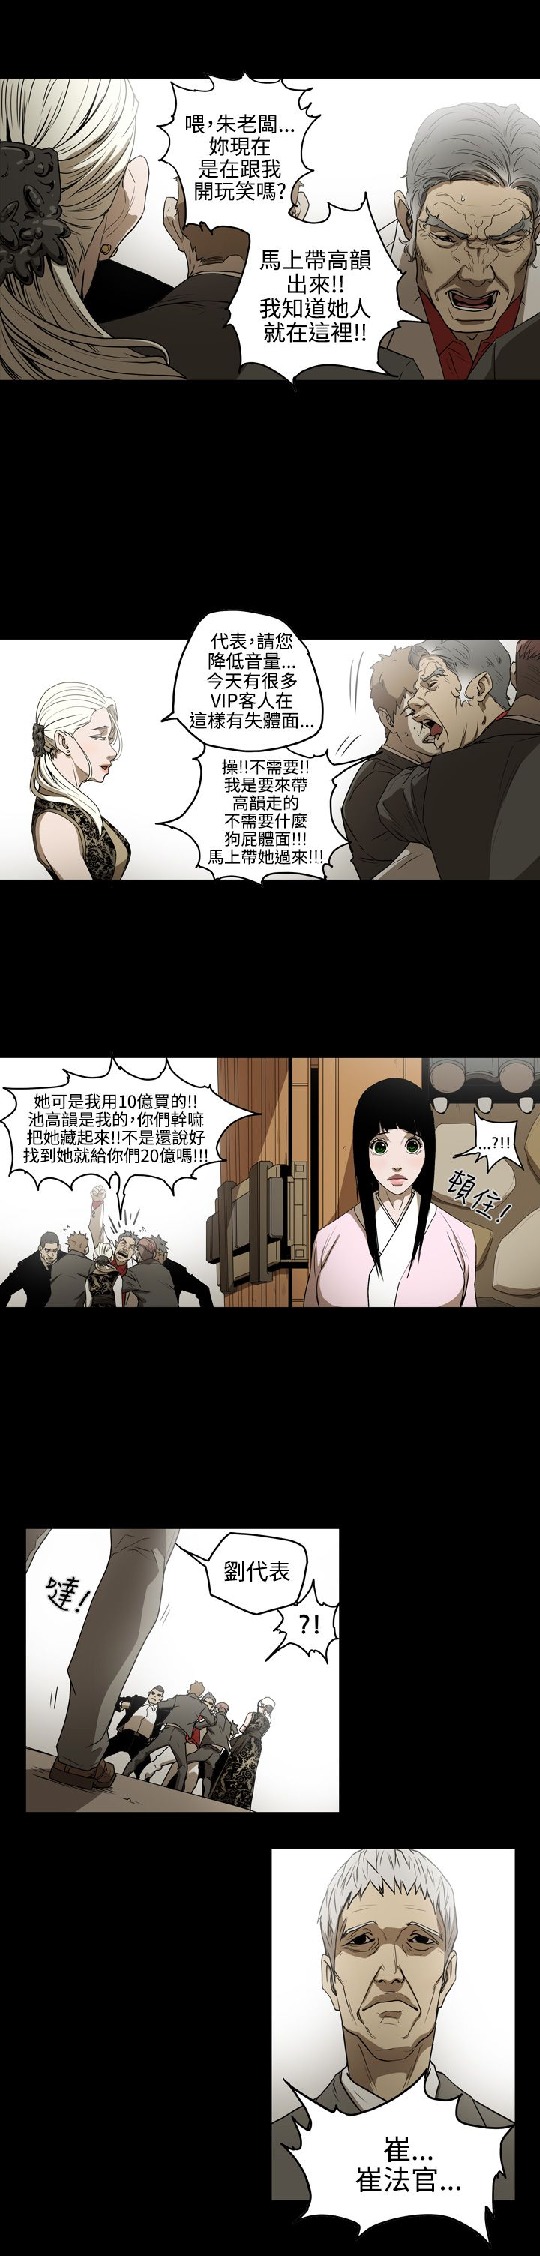 喂，朱老闆...
妳現在
是在跟我
開玩笑嗎?
馬上帶高韻
出來!!
我知道她人
就在這裡!!
代表，請您
降低音量...
今天有很多
VIP客人在
這樣有失體面...
操!!不需要!!
我是要來帶
高韻走的
不需要什麼
狗屁體面!!!
馬上帶她過來!!!
她可是我用10億買的!!
池高韻是我的，你們幹嘛
把她藏起來!!不是還說好
找到她就給你們20億嗎!!!
...?!!
頓住!
噠!
劉代表
?!
崔...
崔法官...